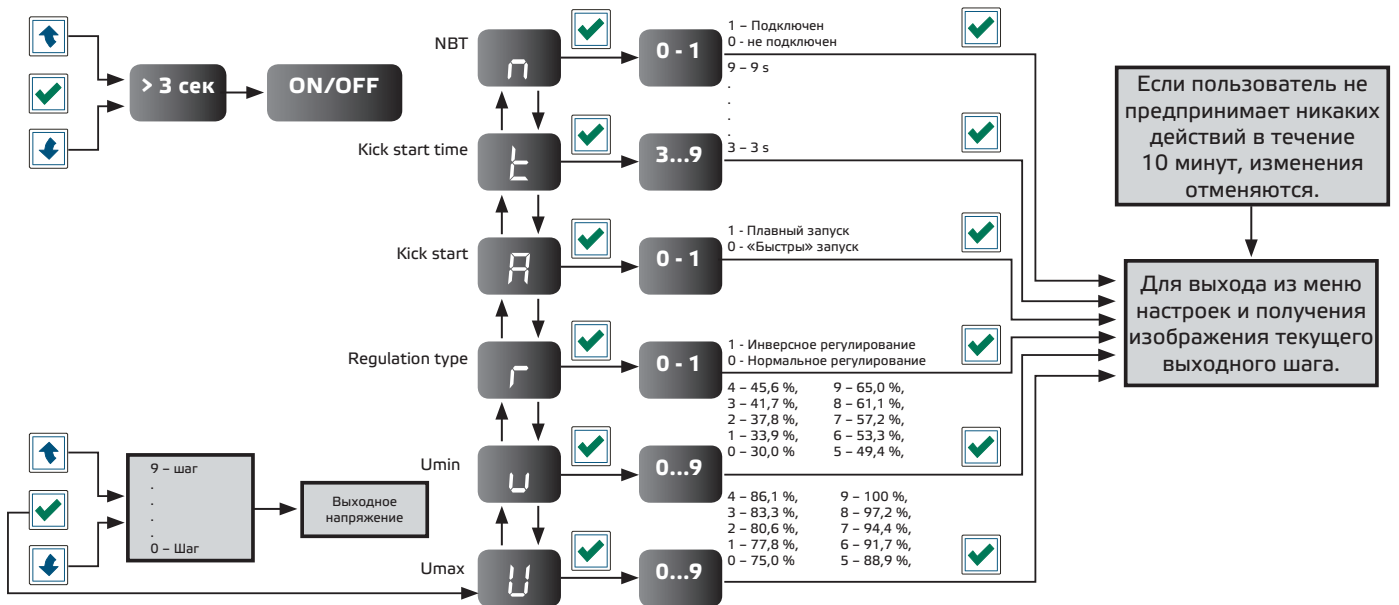 > 3 сек
ON/OFF
NBT
n
0 - 1
1 – Подключен
0 - не подключен
Kick start time
t
3...9
9 – 9 s
.
.
.
.
3 – 3 s
Kick start
A
0 - 1
1 - Плавный запуск
0 - «Быстры» запуск
Regulation type
r
0 - 1
1 - Инверсное регулирование
0 - Нормальное регулирование
Umin
u
0...9
4 – 45,6 %, 9 – 65,0 %,
3 – 41,7 %, 8 – 61,1 %,
2 – 37,8 %, 7 – 57,2 %,
1 – 33,9 %, 6 – 53,3 %,
0 – 30,0 % 5 – 49,4 %,
Umax
U
0...9
4 – 86,1 %, 9 – 100 %,
3 – 83,3 %, 8 – 97,2 %,
2 – 80,6 %, 7 – 94,4 %,
1 – 77,8 %, 6 – 91,7 %,
0 – 75,0 % 5 – 88,9 %,
9 – шаг
.
.
.
.
0 – Шаг
Выходное
напряжение
Если пользователь не
предпринимает никаких
действий в течение
10 минут, изменения
отменяются.
Для выхода из меню
настроек и получения
изображения текущего
выходного шага.